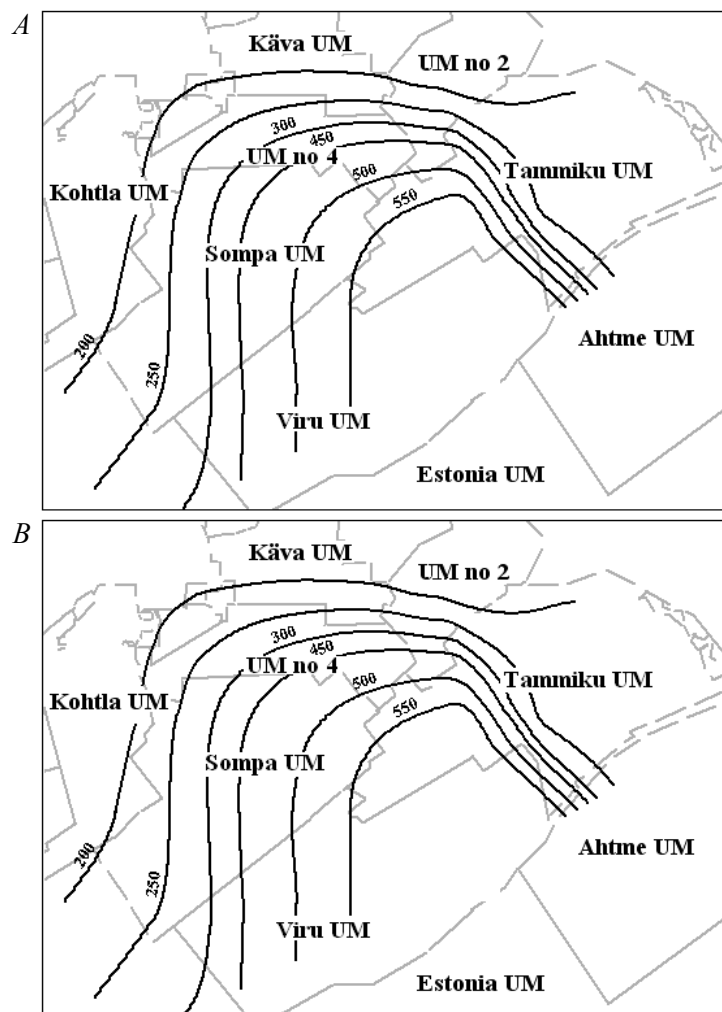 A
Käva UM
UM no 2
300
450
UM no 4
500
Tammiku UM
Kohtla UM
550
Sompa UM
200
250
Ahtme UM
Viru UM
Estonia UM
B
Käva UM
UM no 2
300
450
UM no 4
500
Tammiku UM
Kohtla UM
550
Sompa UM
200
250
Ahtme UM
Viru UM
Estonia UM